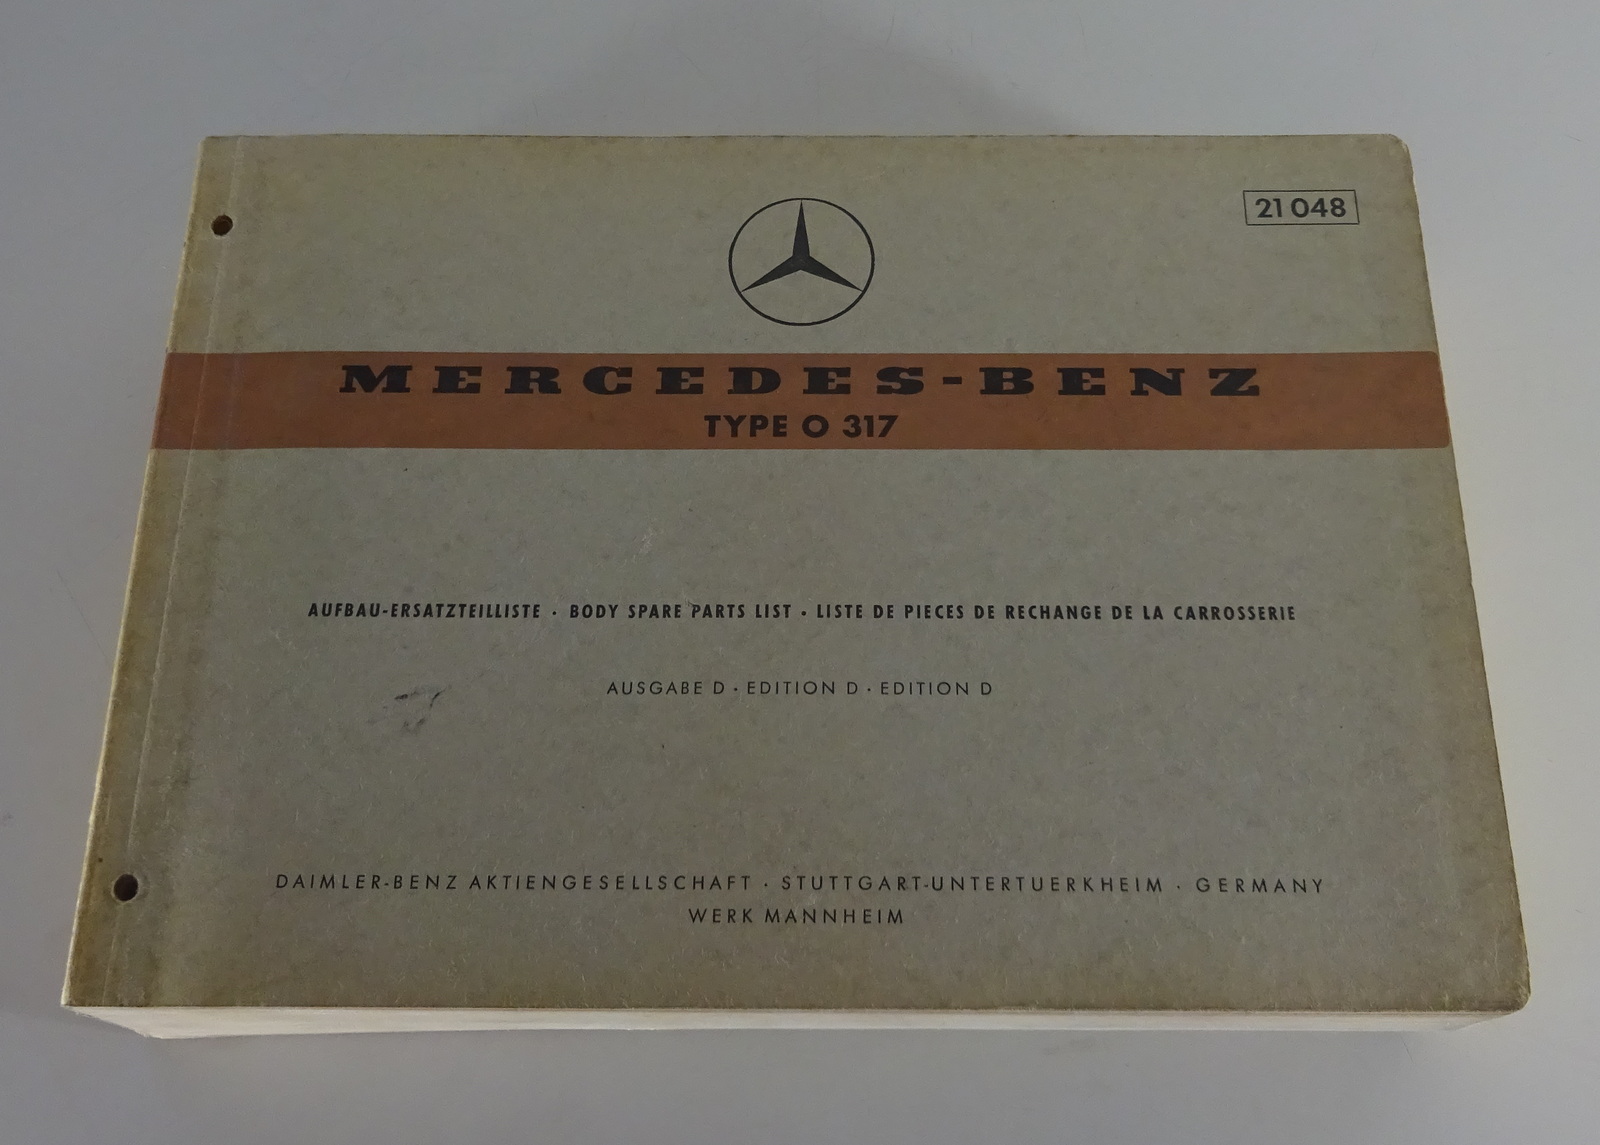 21 048
MERCEDES-BENZ
TYPE O 317
AUFBAU-ERSATZTEILLISTE · BODY SPARE PARTS LIST · LISTE DE PIECES DE RECHANGE DE LA CARROSSERIE
AUSGABE D · EDITION D · EDITION D
DAIMLER-BENZ AKTIENGESELLSCHAFT · STUTTGART-UNTERTUERKHEIM · GERMANY
WERK MANNHEIM